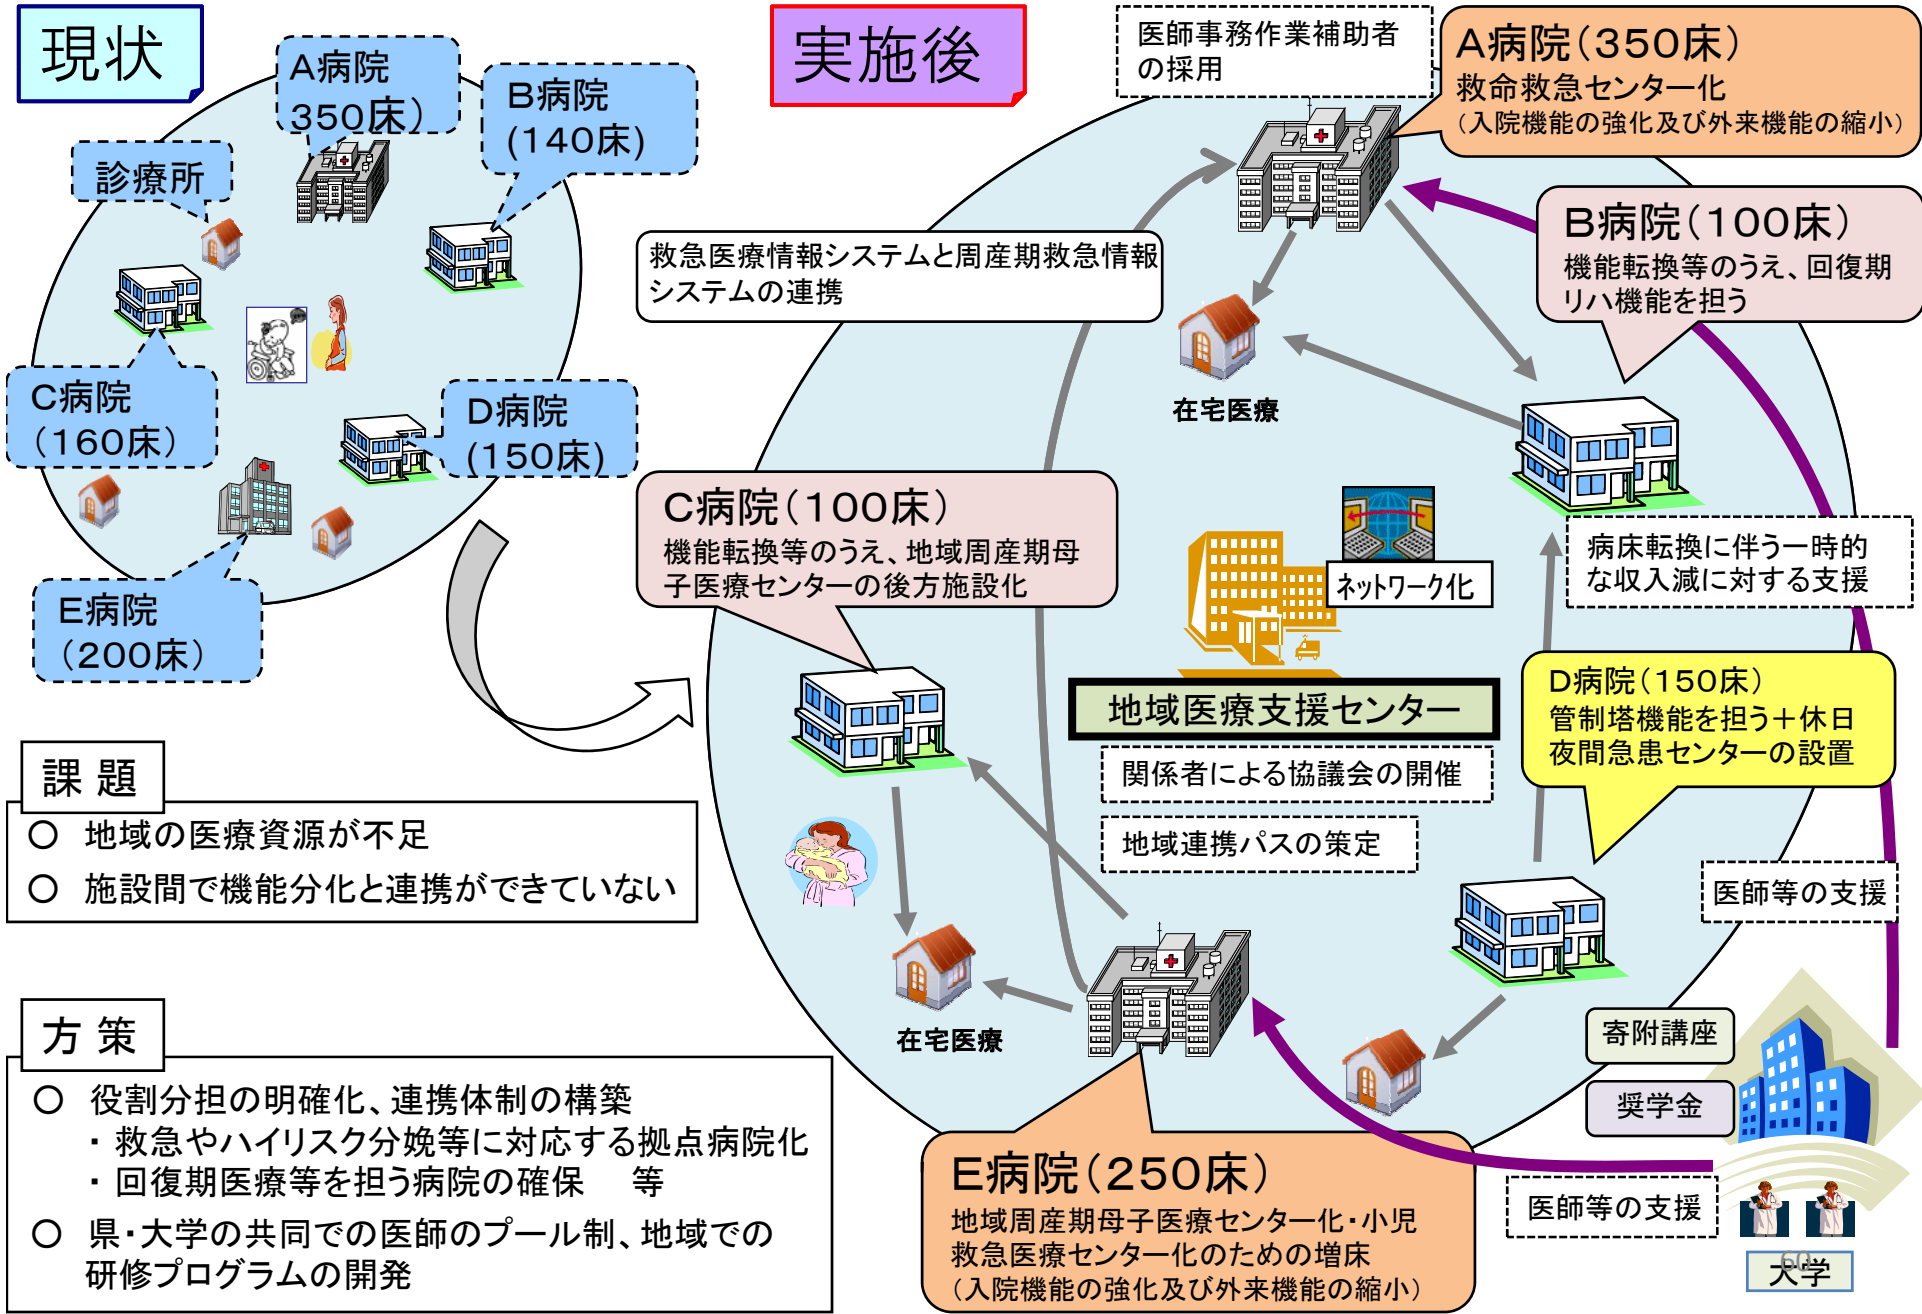 現状
A病院
350床）
B病院
(140床)
診療所
C病院
（160床）
D病院
(150床)
E病院
（200床）
課 題
○ 地域の医療資源が不足
○ 施設間で機能分化と連携ができていない
方 策
○ 役割分担の明確化、連携体制の構築
・ 救急やハイリスク分娩等に対応する拠点病院化
・ 回復期医療等を担う病院の確保 等
○ 県・大学の共同での医師のプール制、地域での
研修プログラムの開発
実施後
医師事務作業補助者
の採用
A病院（350床）
救命救急センター化
（入院機能の強化及び外来機能の縮小）
救急医療情報システムと周産期救急情報
システムの連携
B病院（100床）
機能転換等のうえ、回復期
リハ機能を担う
在宅医療
C病院（100床）
機能転換等のうえ、地域周産期母
子医療センターの後方施設化
ネットワーク化
病床転換に伴う一時的
な収入減に対する支援
地域医療支援センター
関係者による協議会の開催
地域連携パスの策定
D病院（150床）
管制塔機能を担う＋休日
夜間急患センターの設置
医師等の支援
在宅医療
寄附講座
奨学金
E病院（250床）
地域周産期母子医療センター化・小児
救急医療センター化のための増床
（入院機能の強化及び外来機能の縮小）
医師等の支援
大学
60